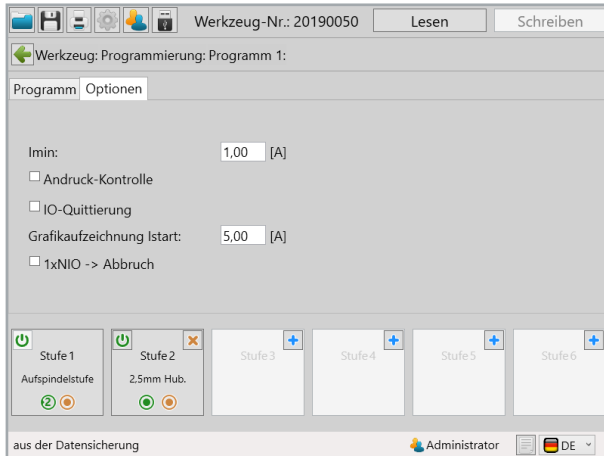 Werkzeug-Nr.: 20190050 Lesen Schreiben
Werkzeug: Programmierung: Programm 1:
Programm Optionen
Imin: 1,00 [A]
Andruck-Kontrolle
IO-Quittierung
Grafikaufzeichnung Istart: 5,00 [A]
1xNIO -> Abbruch
Stufe 1 Stufe 2 Stufe 3 Stufe 4 Stufe 5 Stufe 6
Aufspindelstufe 2,5mm Hub.
2
aus der Datensicherung Administrator DE